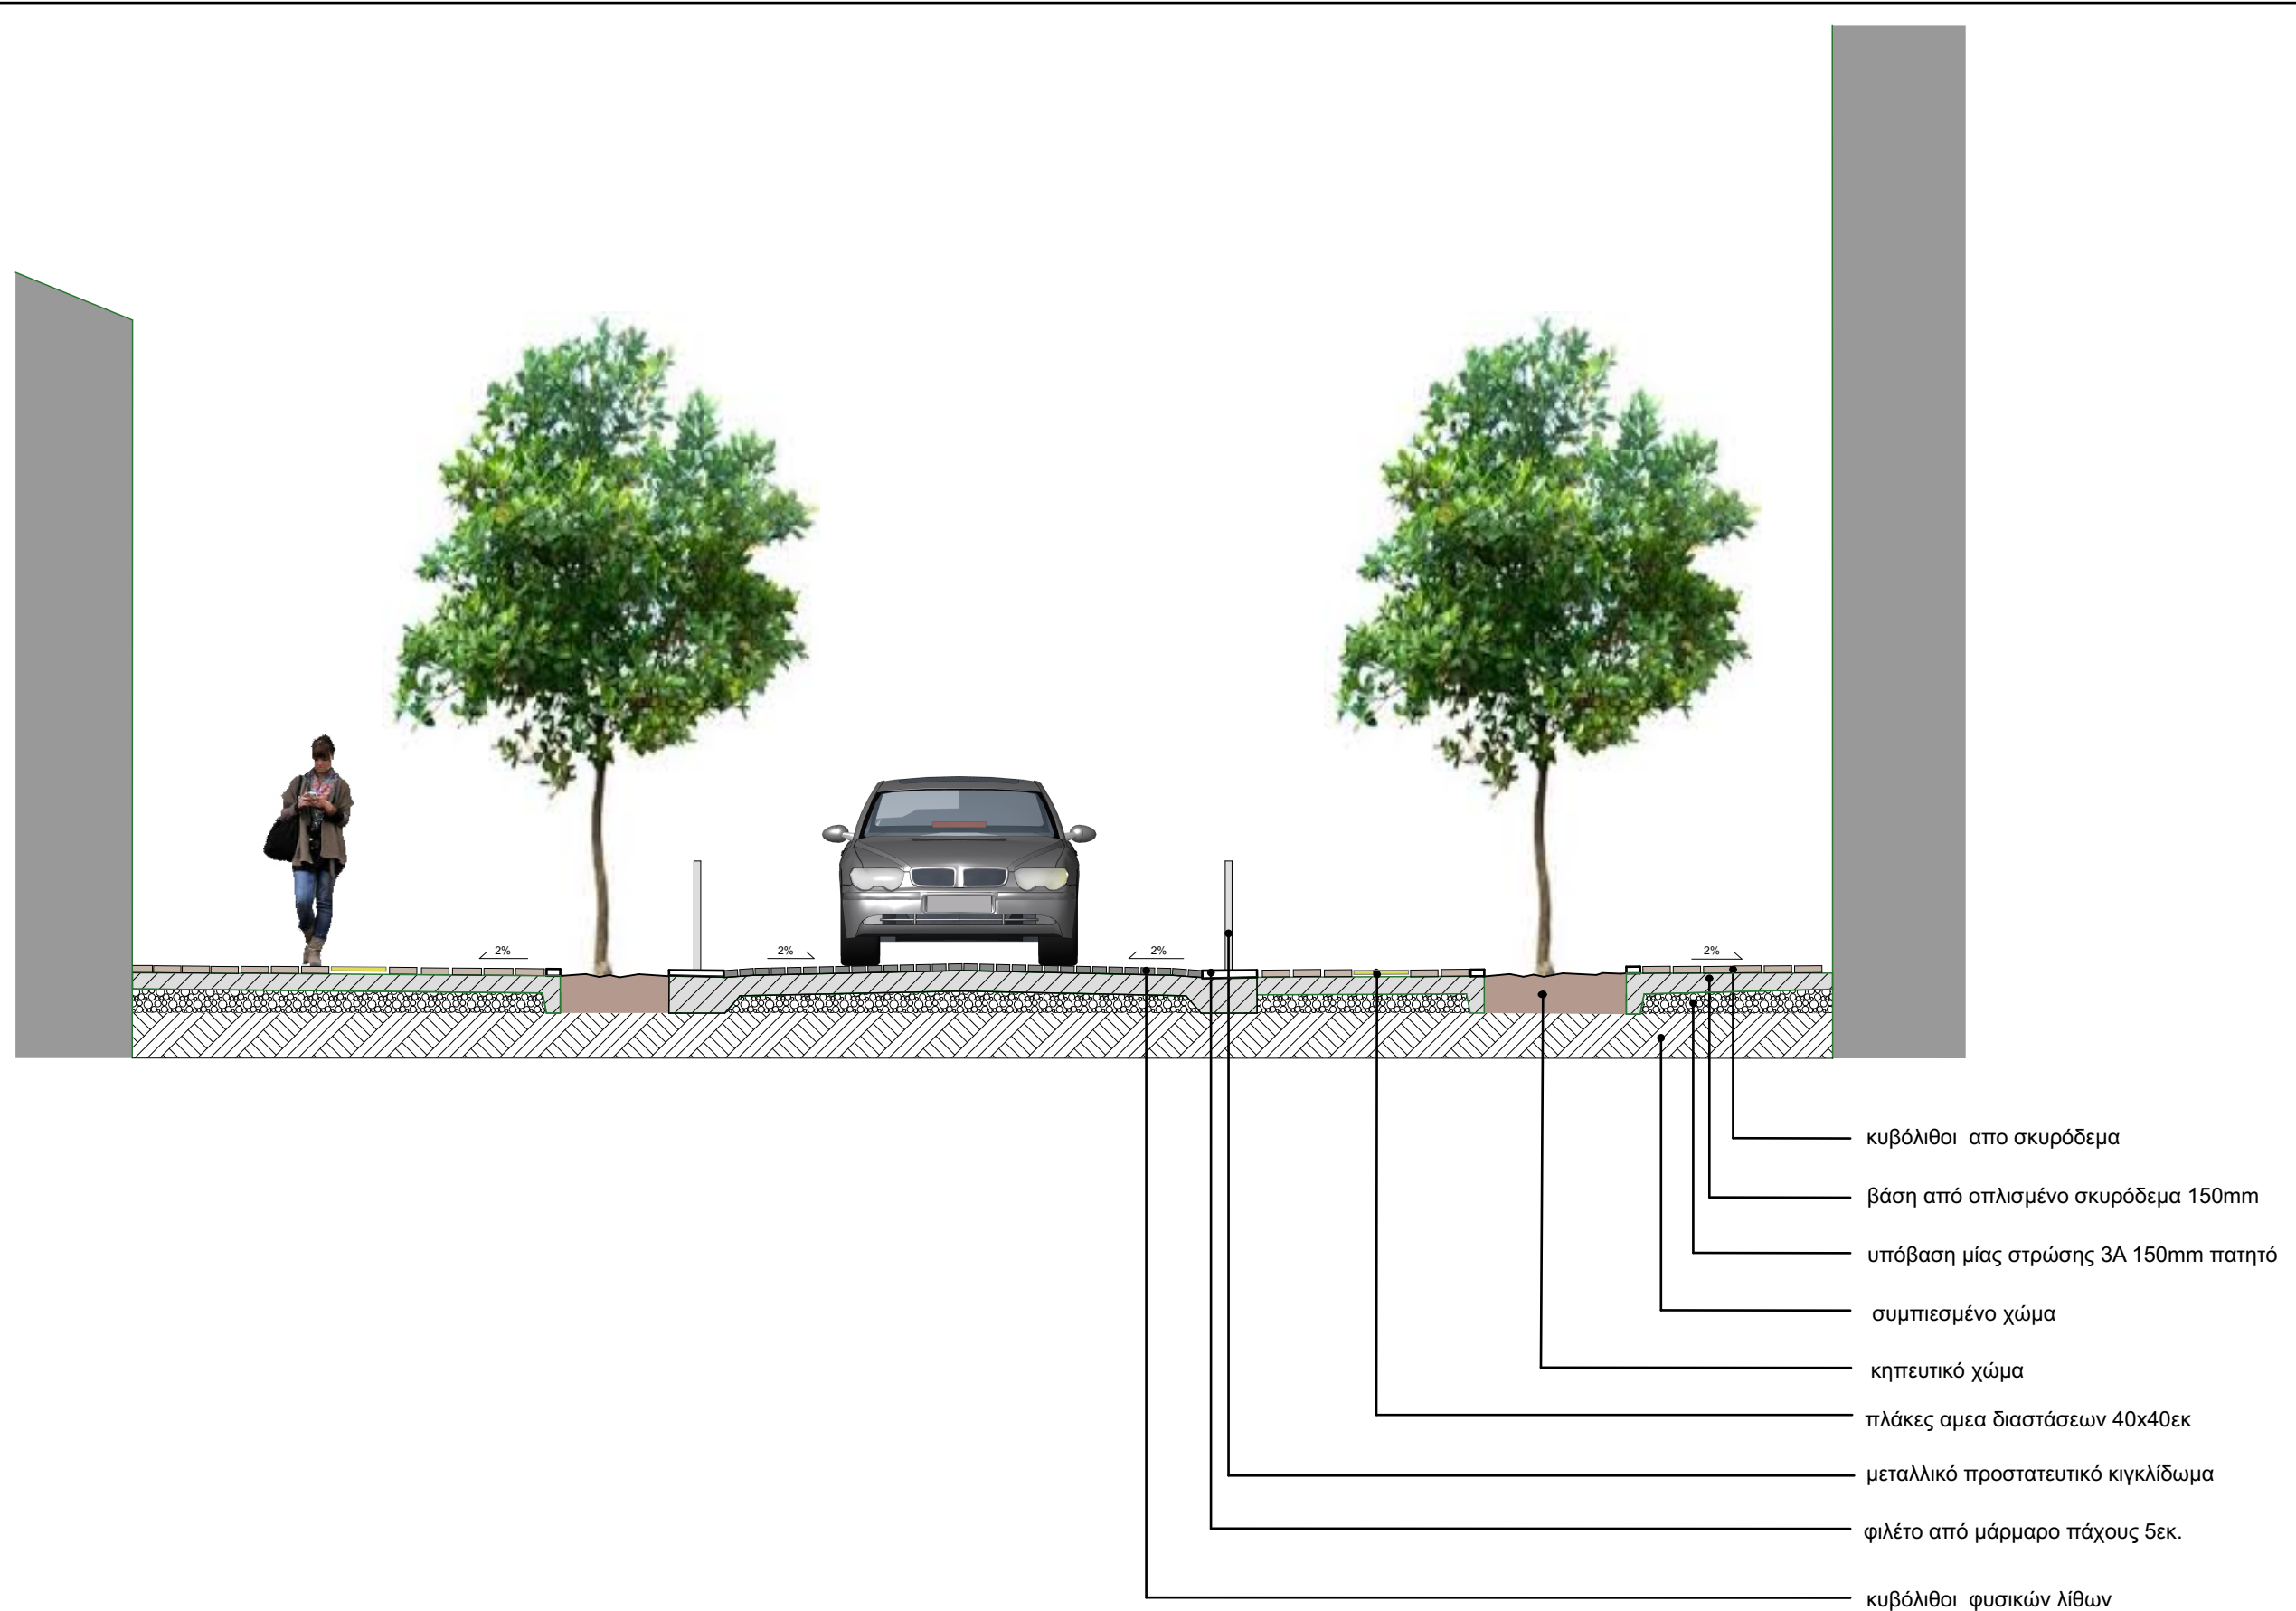 2%
2%
2%
2%
κυβόλιθοι απο σκυρόδεμα
βάση από οπλισμένο σκυρόδεμα 150mm
υπόβαση μίας στρώσης 3Α 150mm πατητό
συμπιεσμένο χώμα
κηπευτικό χώμα
πλάκες αμεα διαστάσεων 40x40εκ
μεταλλικό προστατευτικό κιγκλίδωμα
φιλέτο από μάρμαρο πάχους 5εκ.
κυβόλιθοι φυσικών λίθων